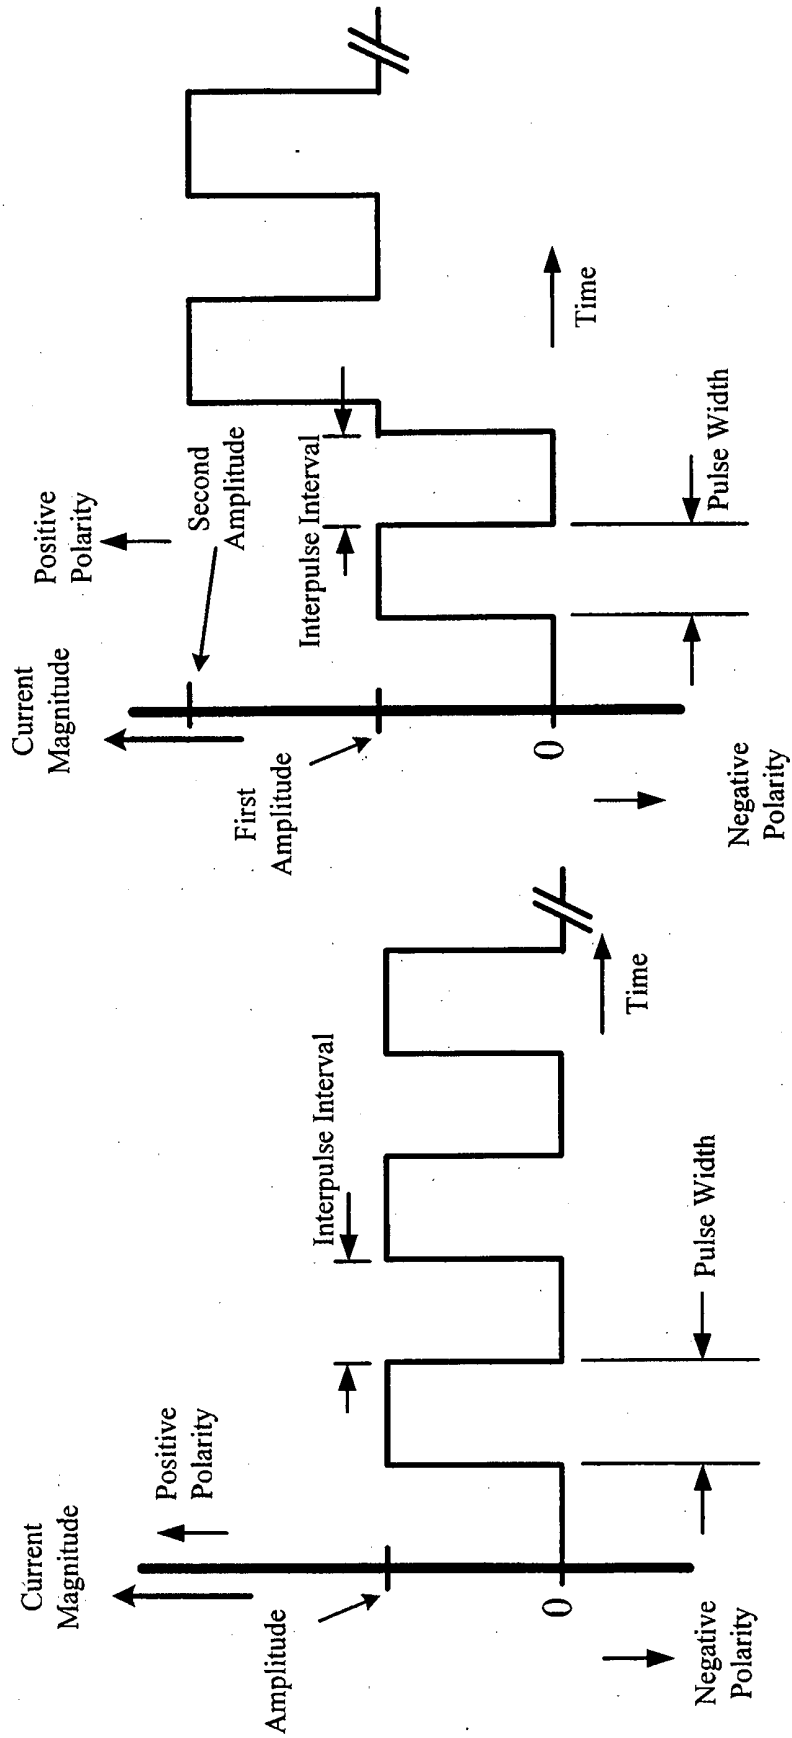 Current
Magnitude
Positive
Polarity
Amplitude
0
Negative
Polarity
Interpulse Interval
Pulse Width
Time
Current
Magnitude
Positive
Polarity
Second
Amplitude
First
Amplitude
0
Negative
Polarity
Interpulse Interval
Pulse Width
Time